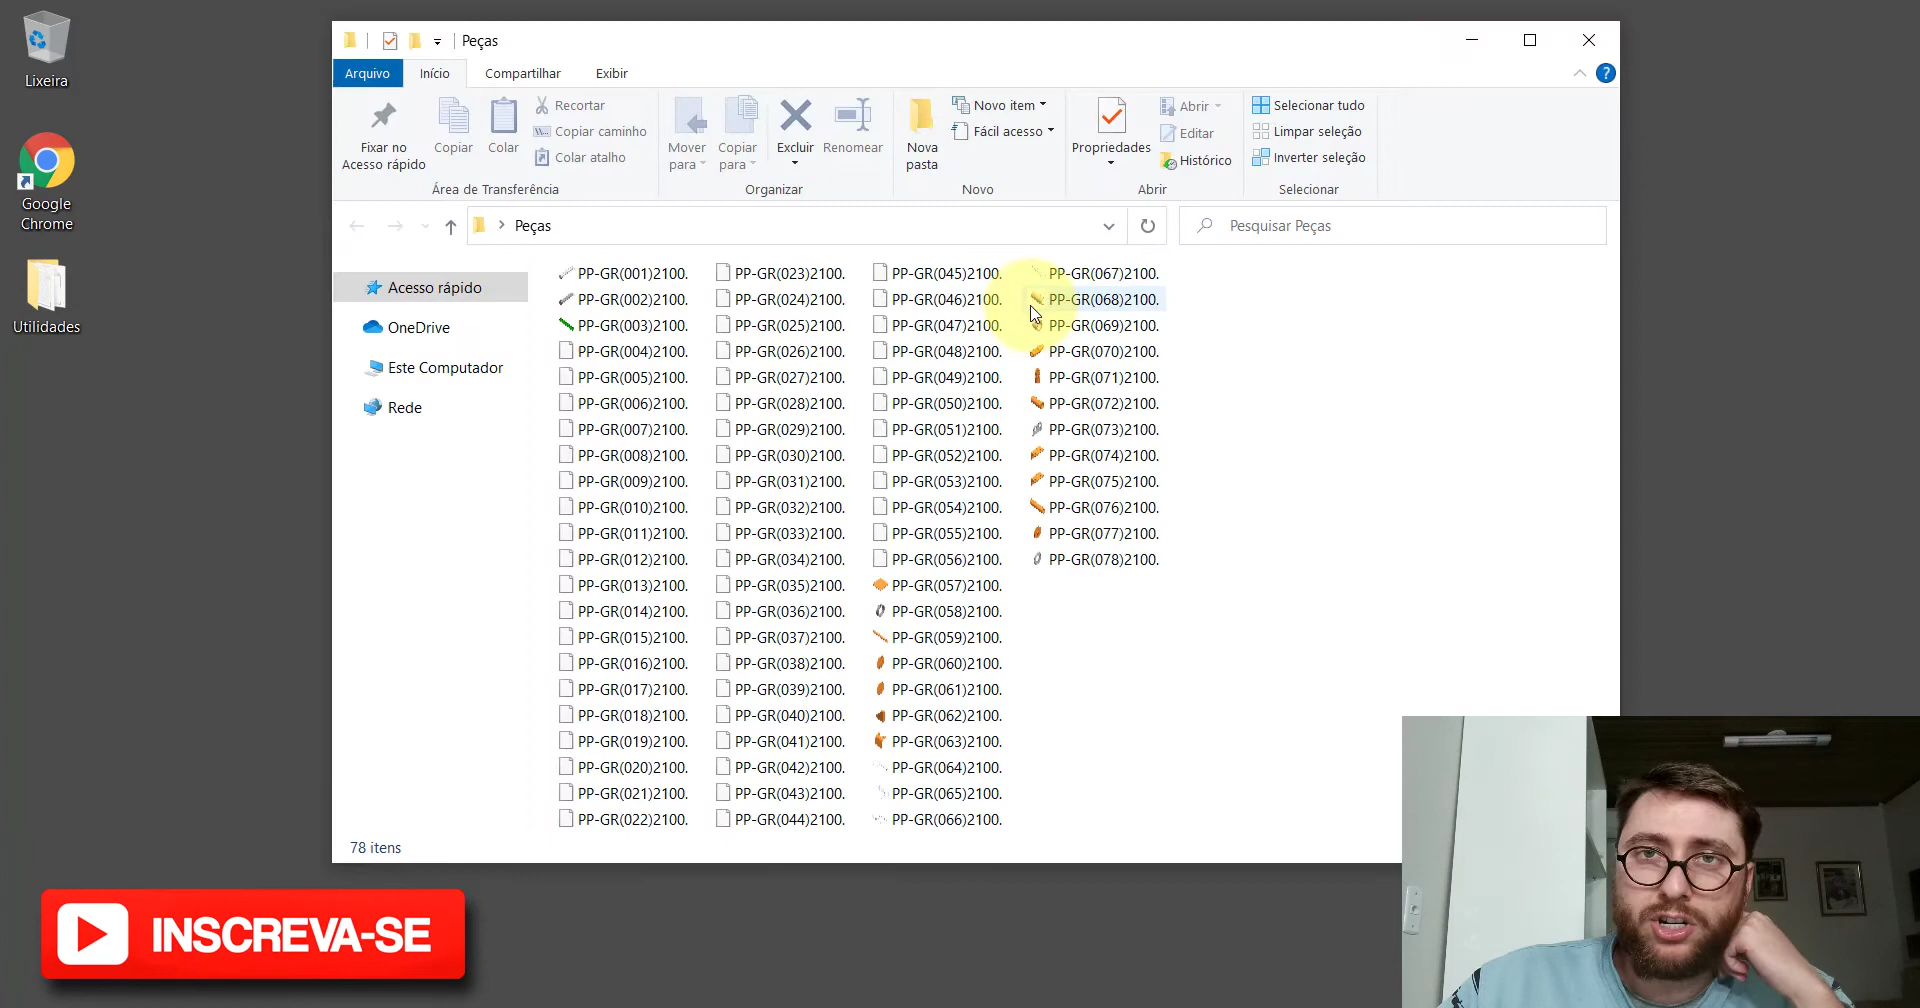 Peças
Arquivo Início Compartilhar Exibir
Fixar no
Acesso rápido
Copiar
Colar
Recortar
Copiar caminho
Colar atalho
Área de Transferência
Mover
para
Copiar
para
Excluir
Renomear
Organizar
Nova
pasta
Novo item
Fácil acesso
Novo
Propriedades
Abrir
Editar
Histórico
Abrir
Selecionar tudo
Limpar seleção
Inverter seleção
Selecionar
Peças
Pesquisar Peças
Lixeira
Google
Chrome
Utilidades
Acesso rápido
OneDrive
Este Computador
Rede
PP-GR(001)2100.
PP-GR(002)2100.
PP-GR(003)2100.
PP-GR(004)2100.
PP-GR(005)2100.
PP-GR(006)2100.
PP-GR(007)2100.
PP-GR(008)2100.
PP-GR(009)2100.
PP-GR(010)2100.
PP-GR(011)2100.
PP-GR(012)2100.
PP-GR(013)2100.
PP-GR(014)2100.
PP-GR(015)2100.
PP-GR(016)2100.
PP-GR(017)2100.
PP-GR(018)2100.
PP-GR(019)2100.
PP-GR(020)2100.
PP-GR(021)2100.
PP-GR(022)2100.
PP-GR(023)2100.
PP-GR(024)2100.
PP-GR(025)2100.
PP-GR(026)2100.
PP-GR(027)2100.
PP-GR(028)2100.
PP-GR(029)2100.
PP-GR(030)2100.
PP-GR(031)2100.
PP-GR(032)2100.
PP-GR(033)2100.
PP-GR(034)2100.
PP-GR(035)2100.
PP-GR(036)2100.
PP-GR(037)2100.
PP-GR(038)2100.
PP-GR(039)2100.
PP-GR(040)2100.
PP-GR(041)2100.
PP-GR(042)2100.
PP-GR(043)2100.
PP-GR(044)2100.
PP-GR(045)2100.
PP-GR(046)2100.
PP-GR(047)2100.
PP-GR(048)2100.
PP-GR(049)2100.
PP-GR(050)2100.
PP-GR(051)2100.
PP-GR(052)2100.
PP-GR(053)2100.
PP-GR(054)2100.
PP-GR(055)2100.
PP-GR(056)2100.
PP-GR(057)2100.
PP-GR(058)2100.
PP-GR(059)2100.
PP-GR(060)2100.
PP-GR(061)2100.
PP-GR(062)2100.
PP-GR(063)2100.
PP-GR(064)2100.
PP-GR(065)2100.
PP-GR(066)2100.
PP-GR(067)2100.
PP-GR(068)2100.
PP-GR(069)2100.
PP-GR(070)2100.
PP-GR(071)2100.
PP-GR(072)2100.
PP-GR(073)2100.
PP-GR(074)2100.
PP-GR(075)2100.
PP-GR(076)2100.
PP-GR(077)2100.
PP-GR(078)2100.
78 itens
INSCREVA-SE